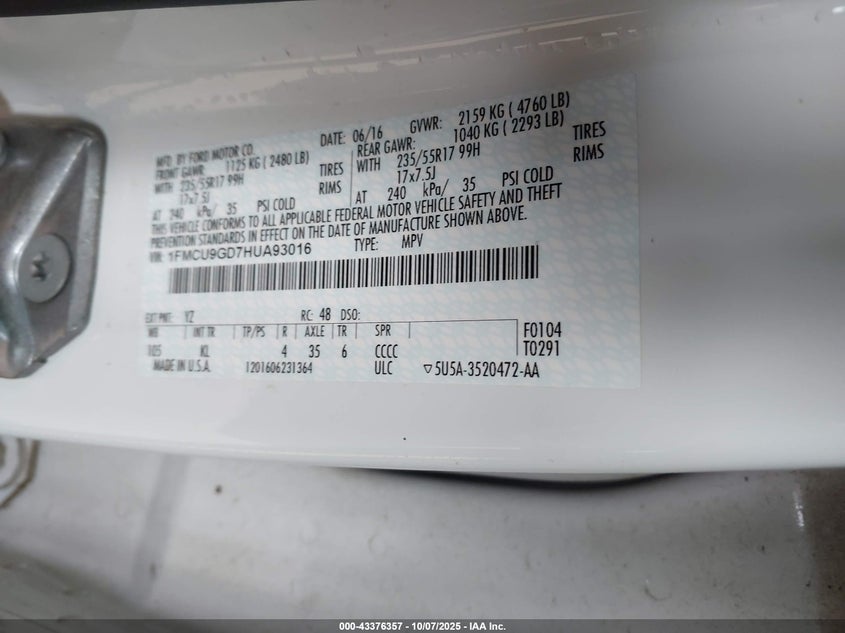 MFD. BY FORD MOTOR CO.
DATE: 06/16
GVWR: 2159 KG ( 4760 LB)
FRONT GAWR: 1125 KG ( 2480 LB)
REAR GAWR: 1040 KG ( 2293 LB)
WITH 235/55R17 99H TIRES
WITH 235/55R17 99H TIRES
17x7.5J RIMS
17x7.5J RIMS
AT 240 kPa/ 35 PSI COLD
AT 240 kPa/ 35 PSI COLD
THIS VEHICLE CONFORMS TO ALL APPLICABLE FEDERAL MOTOR VEHICLE SAFETY AND THEFT
PREVENTION STANDARDS IN EFFECT ON THE DATE OF MANUFACTURE SHOWN ABOVE.
VIN: 1FMCU9GD7HUA93016 TYPE: MPV
EXT PNT: YZ RC: 48 DSO:
WB INT TR TP/PS R AXLE TR SPR F0104
105 KL 4 35 6 CCCC T0291
MADE IN U.S.A. 1201606231364 ULC ▽5U5A-3520472-AA
000-43376357 - 10/07/2025 - IAA Inc.